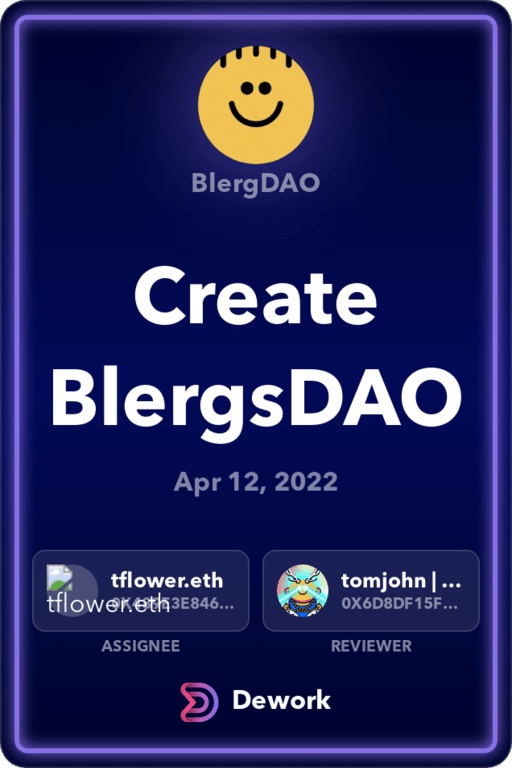 BlergDAO
Create
BlergsDAO
Apr 12, 2022
tflower.eth
tflower.eth
tomjohn | ...
0X6D8DF15F...
ASSIGNEE
REVIEWER
Dework